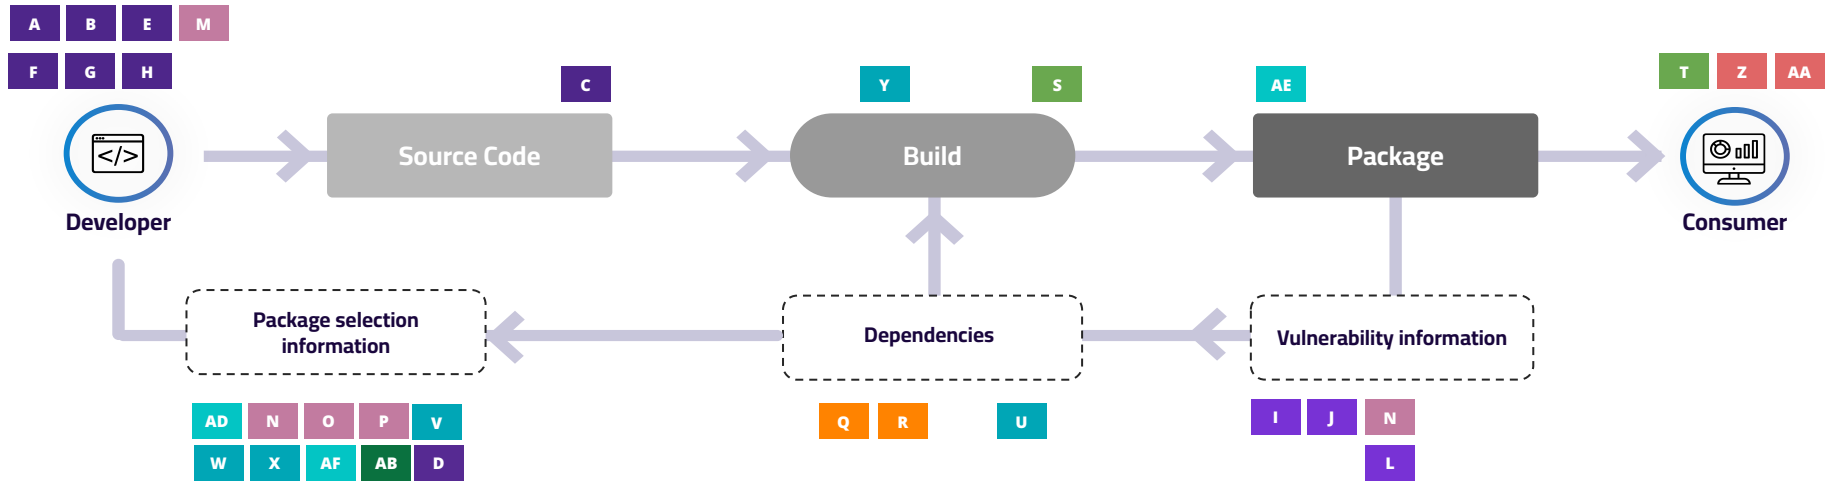 A B E M
F G H
C
Y
S
AE
T Z AA
</>
Source Code
Build
Package
Developer
Consumer
Package selection
information
Dependencies
Vulnerability information
AD N O P V
W X AF AB D
Q R
U
I J N
L